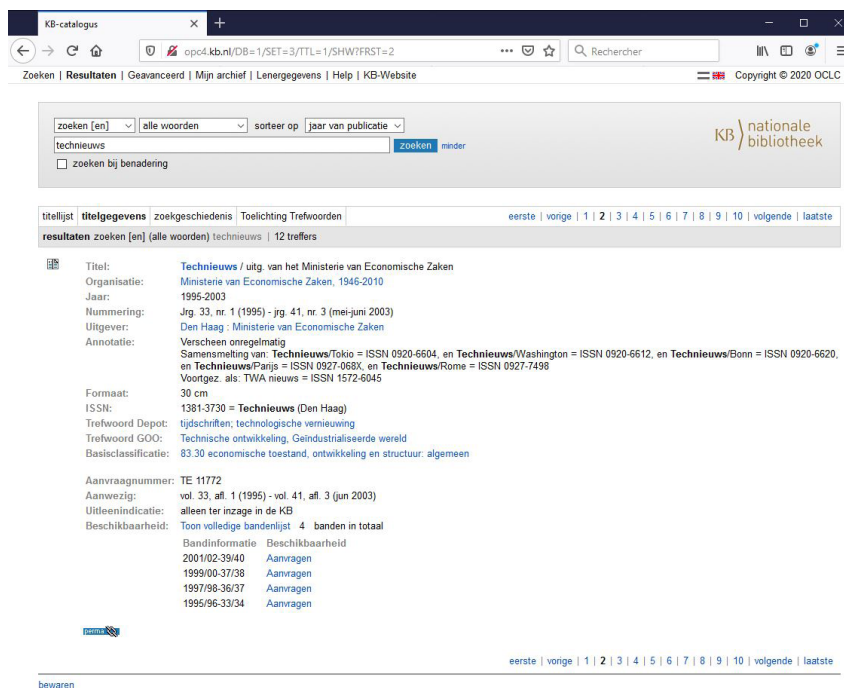 KB-catalogus
opc4.kb.nl/DB=1/SET=3/TTL=1/SHW?FRST=2
Rechercher
Zoeken | Resultaten | Geavanceerd | Mijn archief | Lenergegevens | Help | KB-Website
Copyright © 2020 OCLC
zoeken [en] alle woorden sorteer op jaar van publicatie
technieuws zoeken minder
zoeken bij benadering
KB nationale bibliotheek
titellijst titelgegevens zoekgeschiedenis Toelichting Trefwoorden
eerste | vorige | 1 | 2 | 3 | 4 | 5 | 6 | 7 | 8 | 9 | 10 | volgende | laatste
resultaten zoeken [en] (alle woorden) technieuws | 12 treffers
Titel: Technieuws / uitg. van het Ministerie van Economische Zaken
Organisatie: Ministerie van Economische Zaken, 1946-2010
Jaar: 1995-2003
Nummering: Jrg. 33, nr. 1 (1995) - jrg. 41, nr. 3 (mei-juni 2003)
Uitgever: Den Haag : Ministerie van Economische Zaken
Annotatie: Verscheen onregelmatig
Samensmelting van: Technieuws/Tokio = ISSN 0920-6604, en Technieuws/Washington = ISSN 0920-6612, en Technieuws/Bonn = ISSN 0920-6620,
en Technieuws/Parijs = ISSN 0927-068X, en Technieuws/Rome = ISSN 0927-7498
Voortgez. als: TWA nieuws = ISSN 1572-6045
Formaat: 30 cm
ISSN: 1381-3730 = Technieuws (Den Haag)
Trefwoord Depot: tijdschriften; technologische vernieuwing
Trefwoord GOO: Technische ontwikkeling, Geïndustrialiseerde wereld
Basisclassificatie: 83.30 economische toestand, ontwikkeling en structuur: algemeen
Aanvraagnummer: TE 11772
Aanwezig: vol. 33, afl. 1 (1995) - vol. 41, afl. 3 (jun 2003)
Uitleenindicatie: alleen ter inzage in de KB
Beschikbaarheid: Toon volledige bandenlijst 4 banden in totaal
Bandinformatie Beschikbaarheid
2001/02-39/40 Aanvragen
1999/00-37/38 Aanvragen
1997/98-36/37 Aanvragen
1995/96-33/34 Aanvragen
perma
eerste | vorige | 1 | 2 | 3 | 4 | 5 | 6 | 7 | 8 | 9 | 10 | volgende | laatste
bewaren